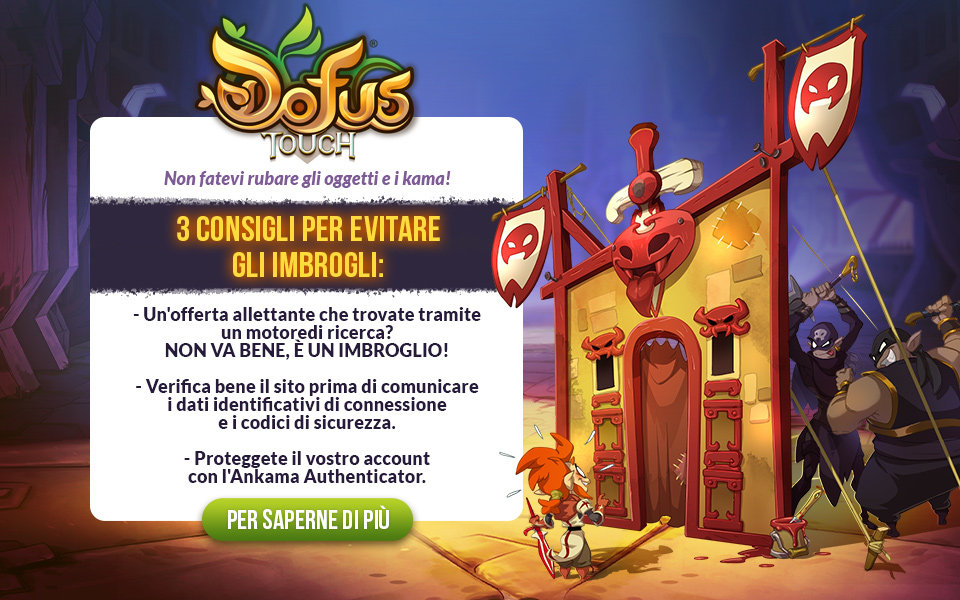 Dofus
TOUCH
Non fatevi rubare gli oggetti e i kama!
3 CONSIGLI PER EVITARE
GLI IMBROGLI:
- Un'offerta allettante che trovate tramite
un motoredi ricerca?
NON VA BENE, È UN IMBROGLIO!
- Verifica bene il sito prima di comunicare
i dati identificativi di connessione
e i codici di sicurezza.
- Proteggete il vostro account
con l'Ankama Authenticator.
PER SAPERNE DI PIÙ